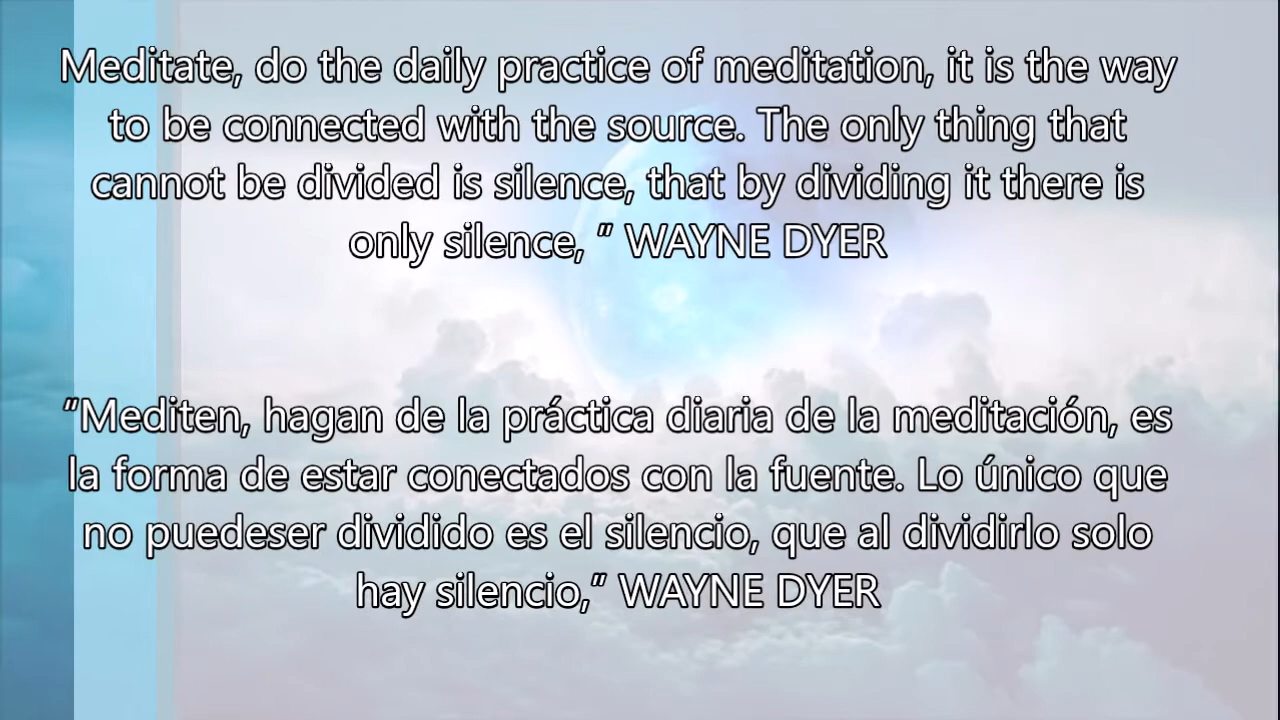 Meditate, do the daily practice of meditation, it is the way
to be connected with the source. The only thing that
cannot be divided is silence, that by dividing it there is
only silence, " WAYNE DYER
"Mediten, hagan de la práctica diaria de la meditación, es
la forma de estar conectados con la fuente. Lo único que
no puedeser dividido es el silencio, que al dividirlo solo
hay silencio," WAYNE DYER